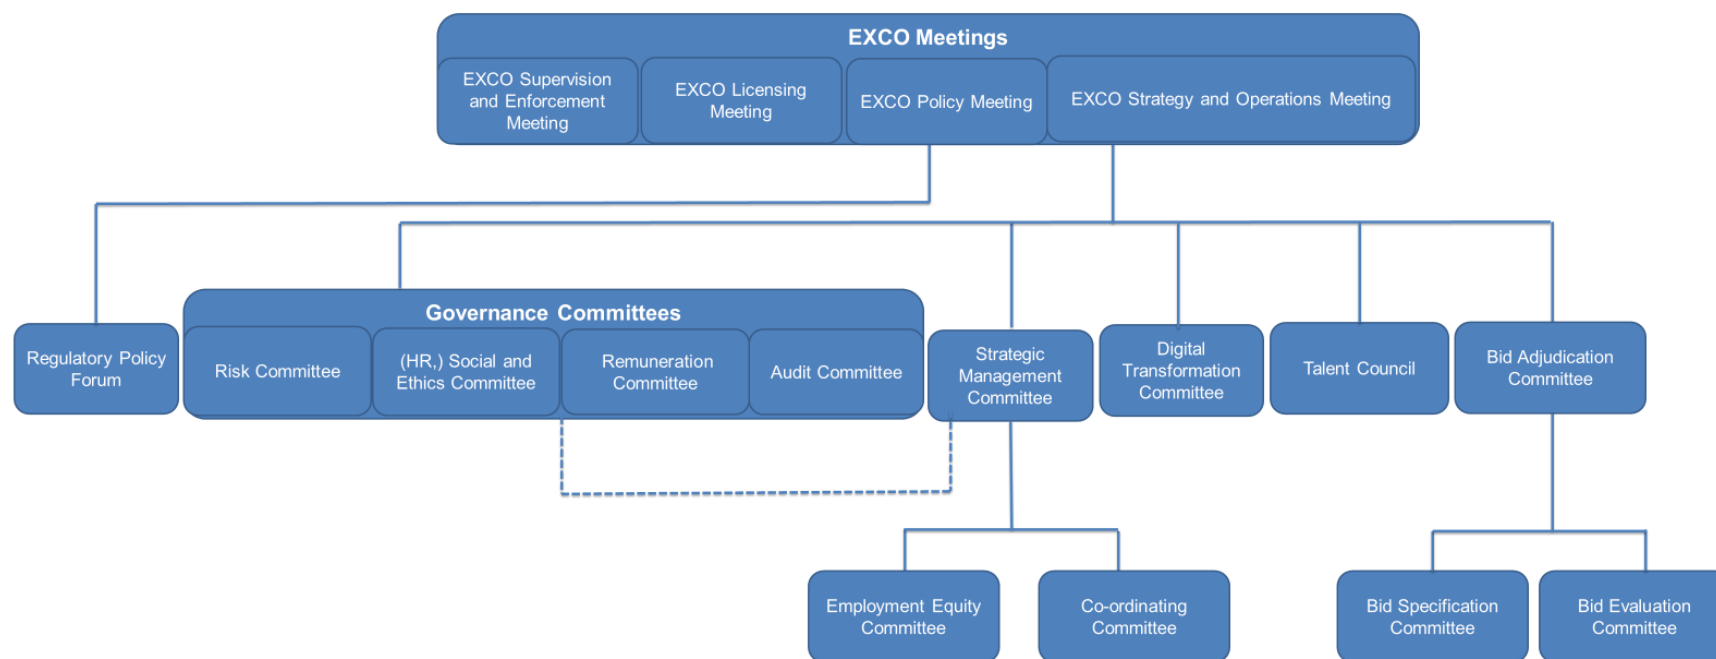 EXCO Meetings
EXCO Supervision
and Enforcement
Meeting
EXCO Licensing
Meeting
EXCO Policy Meeting
EXCO Strategy and Operations Meeting
Regulatory Policy
Forum
Governance Committees
Risk Committee
(HR,) Social and
Ethics Committee
Remuneration
Committee
Audit Committee
Strategic
Management
Committee
Digital
Transformation
Committee
Talent Council
Bid Adjudication
Committee
Employment Equity
Committee
Co-ordinating
Committee
Bid Specification
Committee
Bid Evaluation
Committee